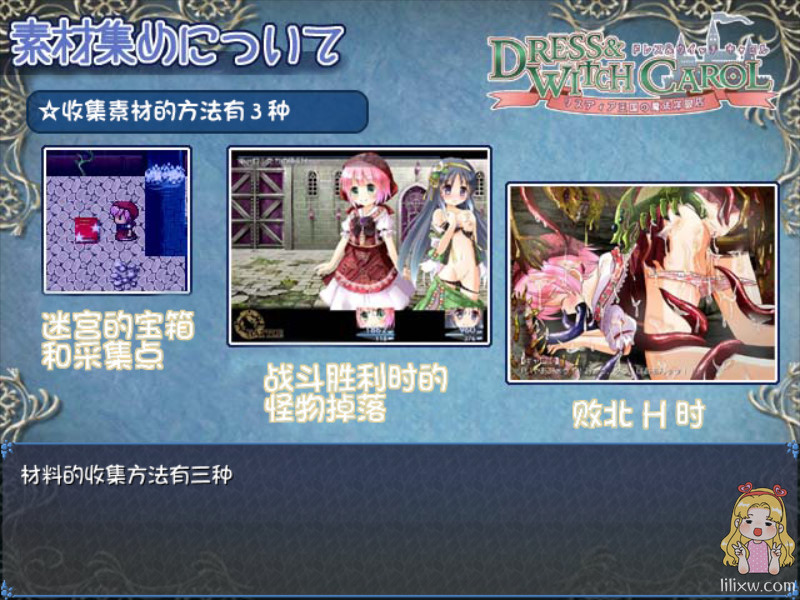 素材集めについて
DRESS&
WITCH CAROL
☆收集素材的方法有３种
迷宫的宝箱
和采集点
战斗胜利时的
怪物掉落
败北 H 时
材料的收集方法有三种
lilixw.com